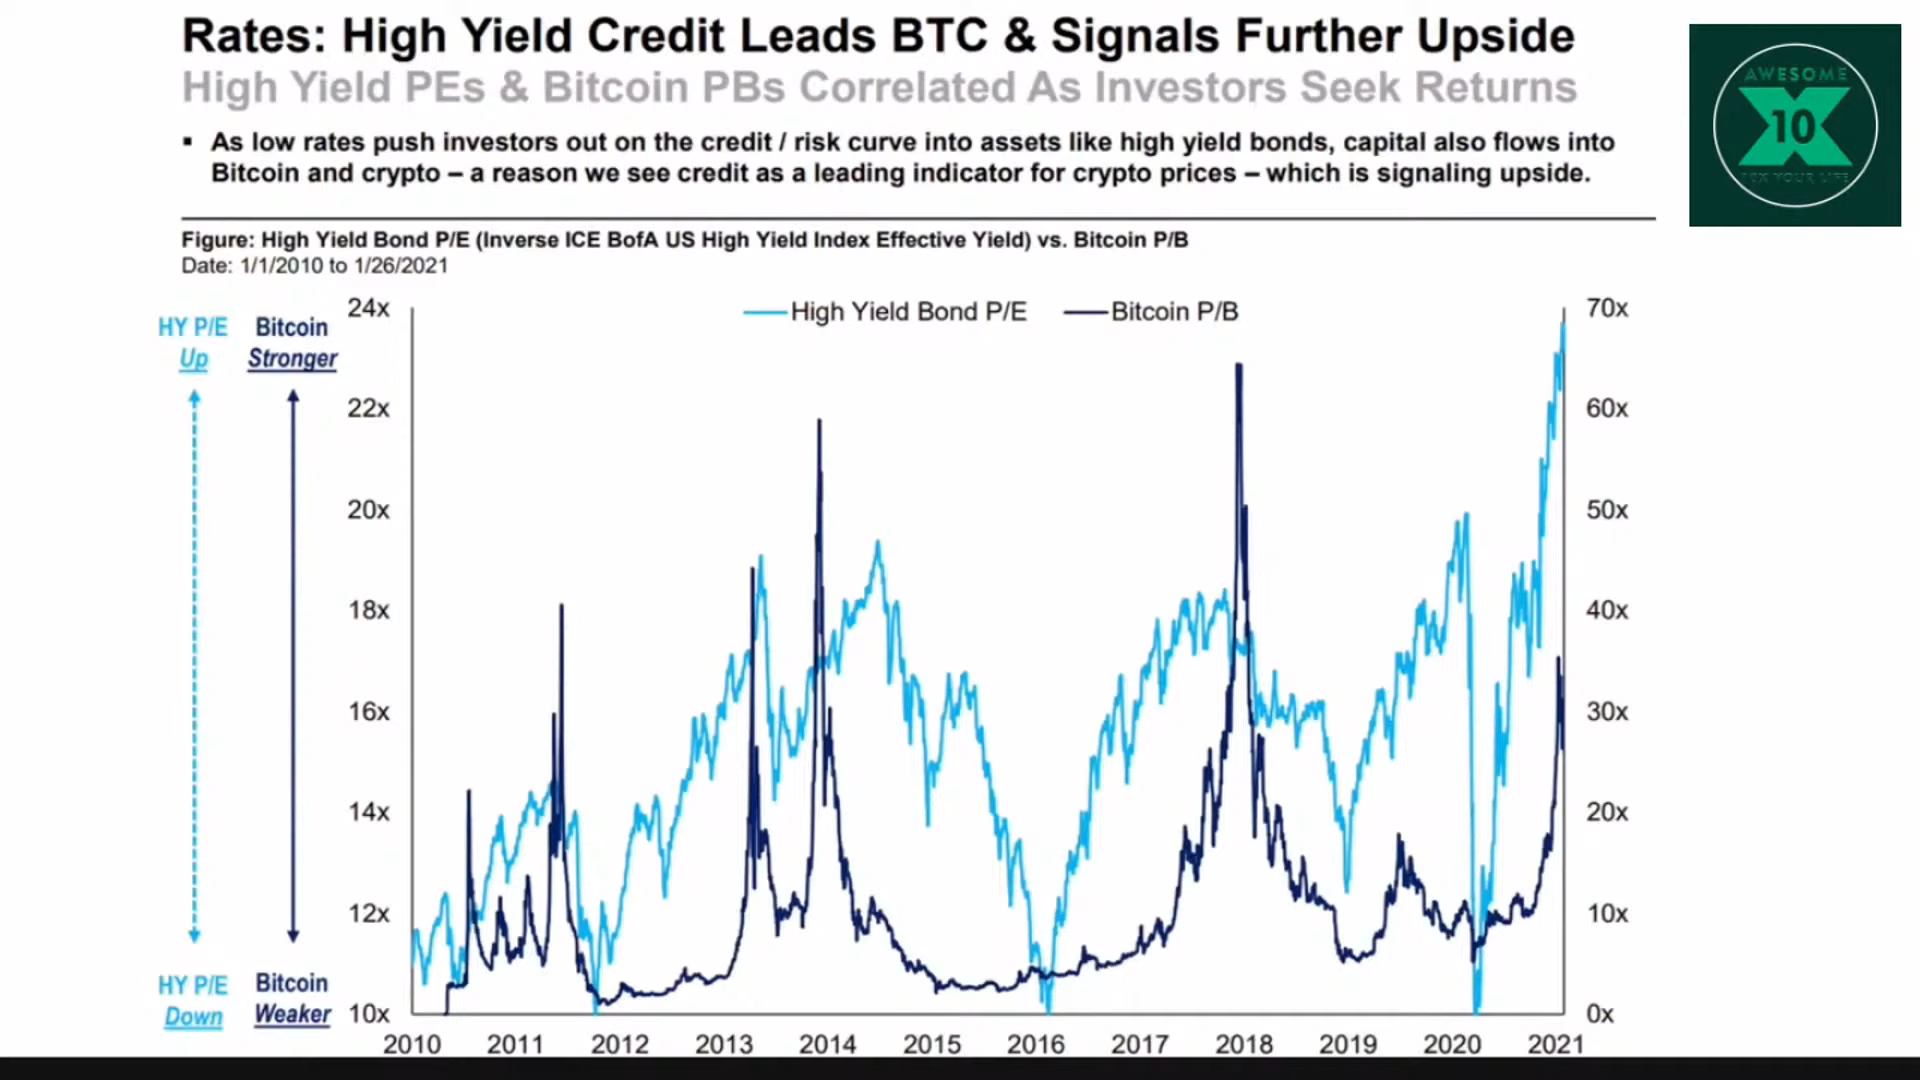 Rates: High Yield Credit Leads BTC & Signals Further Upside
High Yield PEs & Bitcoin PBs Correlated As Investors Seek Returns
▪ As low rates push investors out on the credit / risk curve into assets like high yield bonds, capital also flows into
Bitcoin and crypto – a reason we see credit as a leading indicator for crypto prices – which is signaling upside.
AWESOME
10
10X YOUR LIFE
Figure: High Yield Bond P/E (Inverse ICE BofA US High Yield Index Effective Yield) vs. Bitcoin P/B
Date: 1/1/2010 to 1/26/2021
High Yield Bond P/E Bitcoin P/B
HY P/E
Up
Bitcoin
Stronger
HY P/E
Down
Bitcoin
Weaker
24x
22x
20x
18x
16x
14x
12x
10x
70x
60x
50x
40x
30x
20x
10x
0x
2010 2011 2012 2013 2014 2015 2016 2017 2018 2019 2020 2021